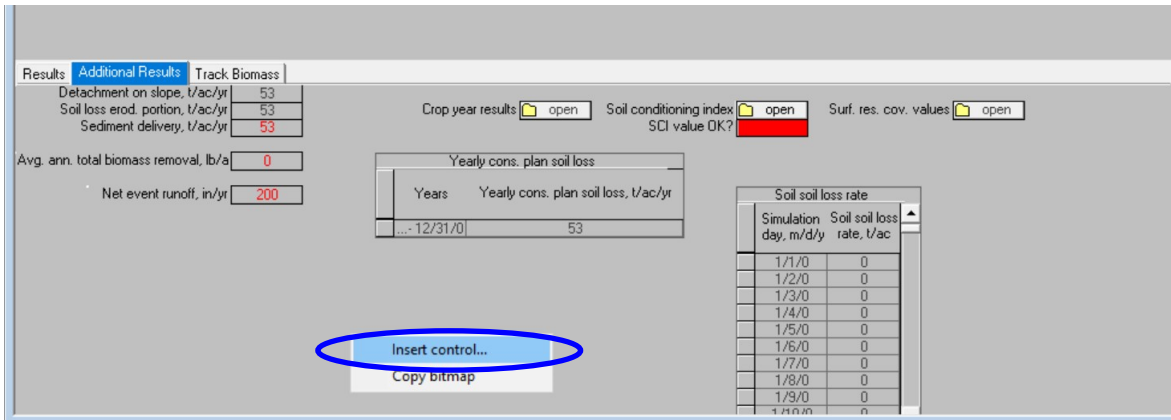 Results Additional Results Track Biomass
Detachment on slope, t/ac/yr 53
Soil loss erod. portion, t/ac/yr 53
Sediment delivery, t/ac/yr 53
Crop year results open Soil conditioning index open Surf. res. cov. values open
SCI value OK?
Avg. ann. total biomass removal, lb/a 0
Net event runoff, in/yr 200
Yearly cons. plan soil loss
Years Yearly cons. plan soil loss, t/ac/yr
...- 12/31/0 53
Soil soil loss rate
Simulation Soil soil loss
day, m/d/y rate, t/ac
1/1/0 0
1/2/0 0
1/3/0 0
1/4/0 0
1/5/0 0
1/6/0 0
1/7/0 0
1/8/0 0
1/9/0 0
1/10/0 0
Insert control...
Copy bitmap